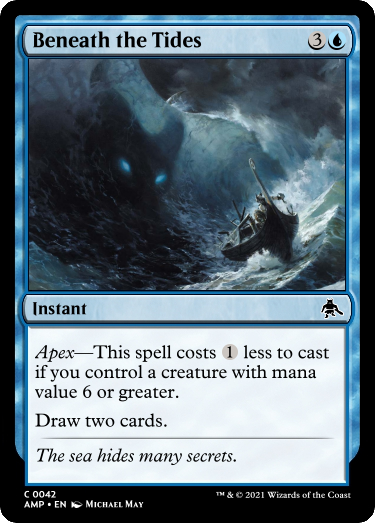 Beneath the Tides 3
Instant
Apex—This spell costs 1 less to cast
if you control a creature with mana
value 6 or greater.
Draw two cards.
The sea hides many secrets.
C 0042
AMP • EN Michael May
™ & © 2021 Wizards of the Coast